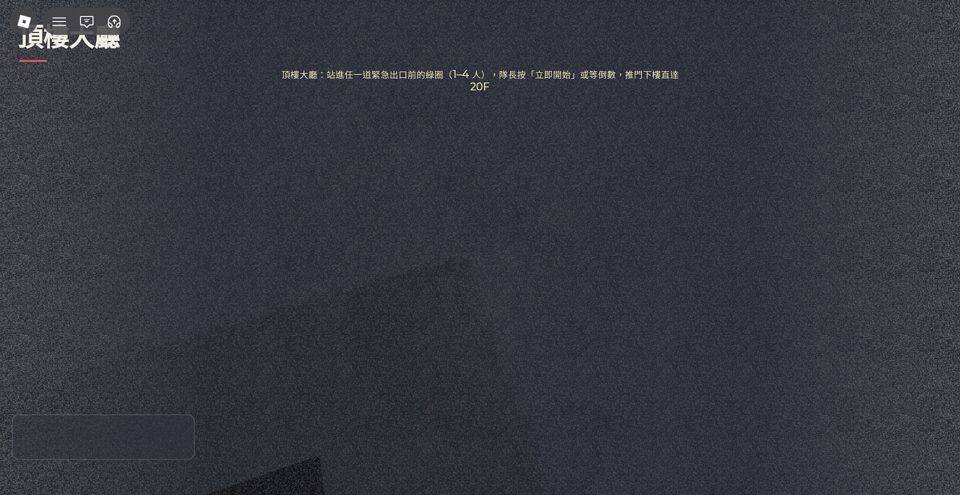 頂樓大廳
頂樓大廳：站進任一道緊急出口前的綠圈（1–4 人），隊長按「立即開始」或等倒數，推門下樓直達
20F